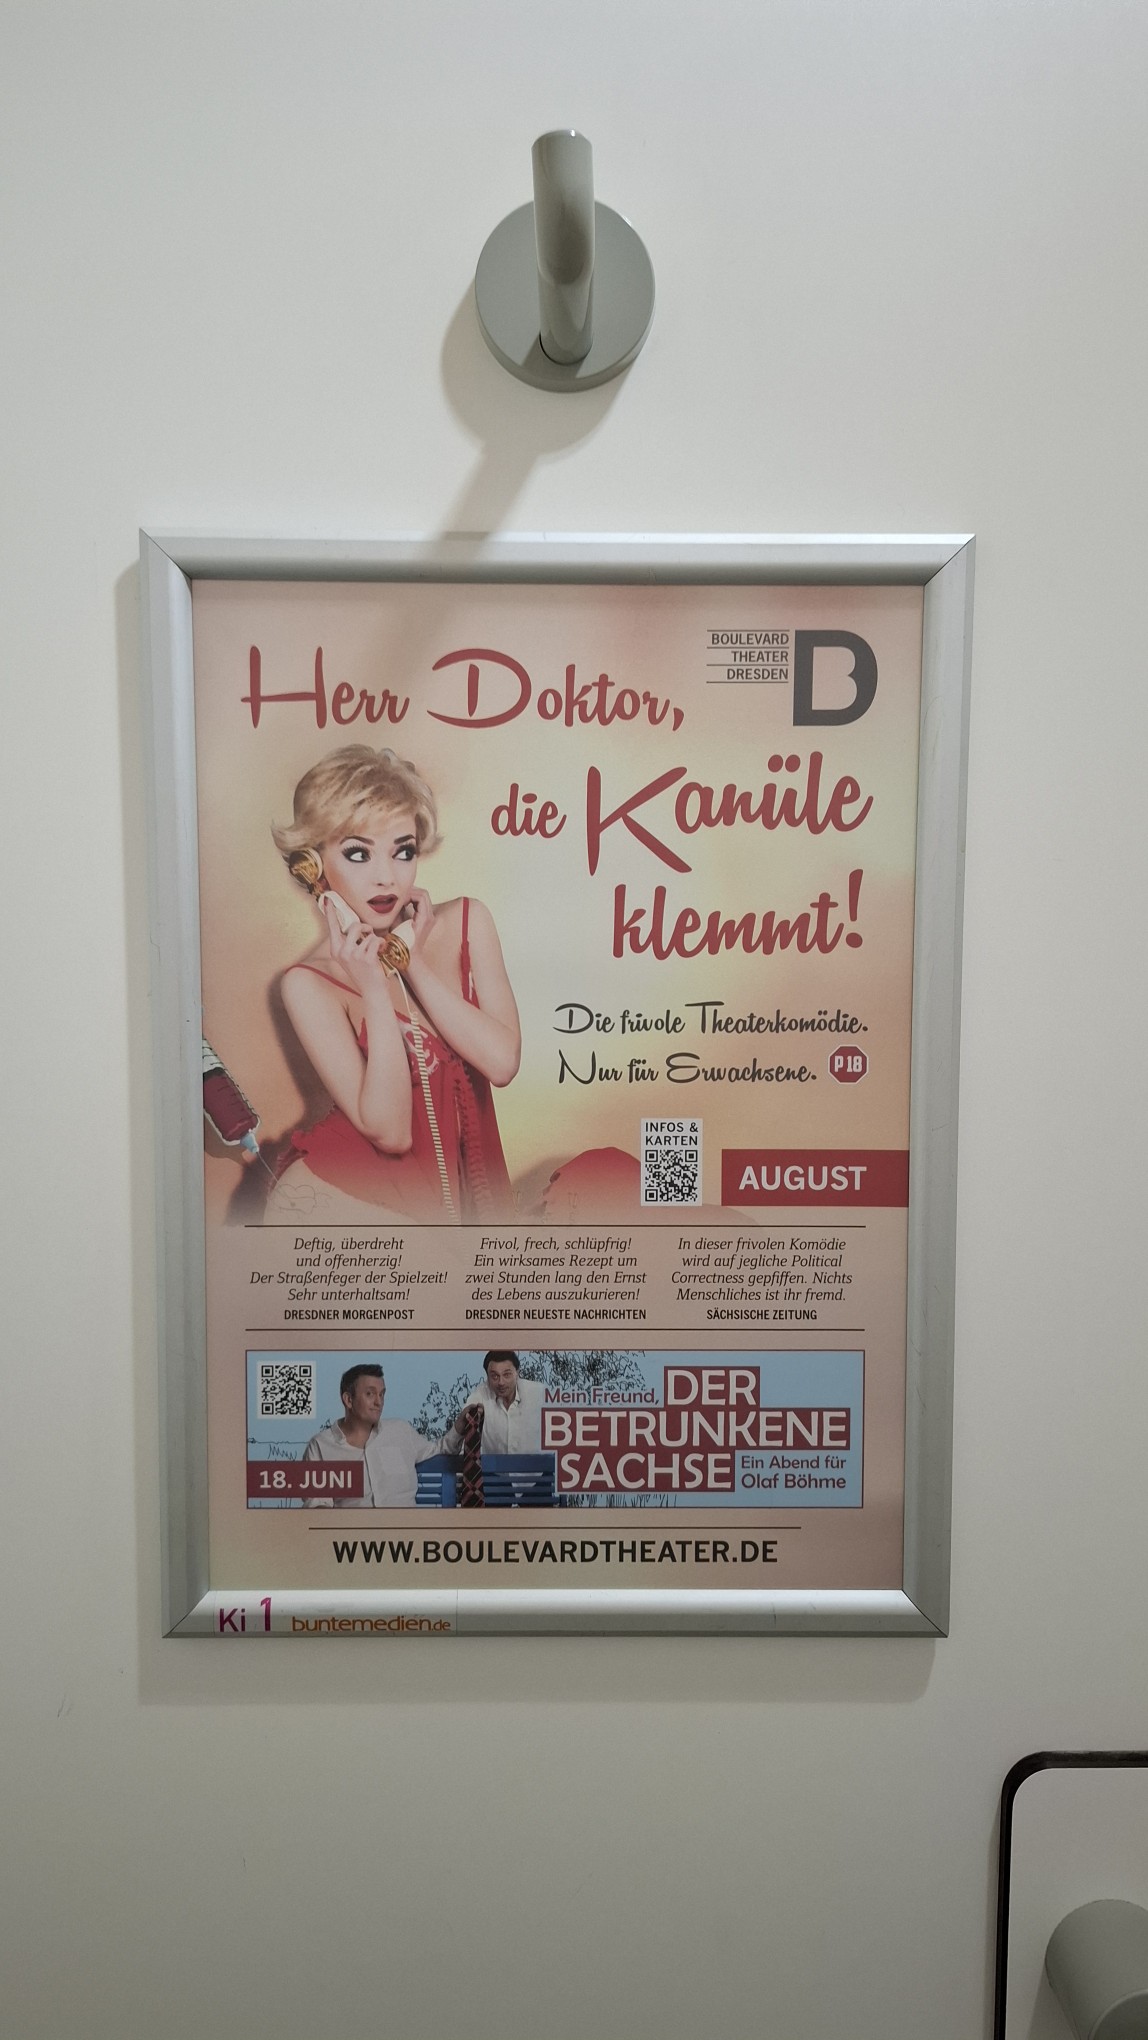 BOULEVARD
THEATER
DRESDEN
B
Herr Doktor,
die Kanüle
klemmt!
Die frivole Theaterkomödie.
Nur für Erwachsene. P18
INFOS &
KARTEN
AUGUST
Deftig, überdreht
und offenherzig!
Der Straßenfeger der Spielzeit!
Sehr unterhaltsam!
DRESDNER MORGENPOST
Frivol, frech, schlüpfrig!
Ein wirksames Rezept um
zwei Stunden lang den Ernst
des Lebens auszukurieren!
DRESDNER NEUESTE NACHRICHTEN
In dieser frivolen Komödie
wird auf jegliche Political
Correctness gepfiffen. Nichts
Menschliches ist ihr fremd.
SÄCHSISCHE ZEITUNG
Mein Freund, DER
BETRUNKENE
SACHSE
Ein Abend für
Olaf Böhme
18. JUNI
WWW.BOULEVARDTHEATER.DE
Ki 1 buntemedien.de